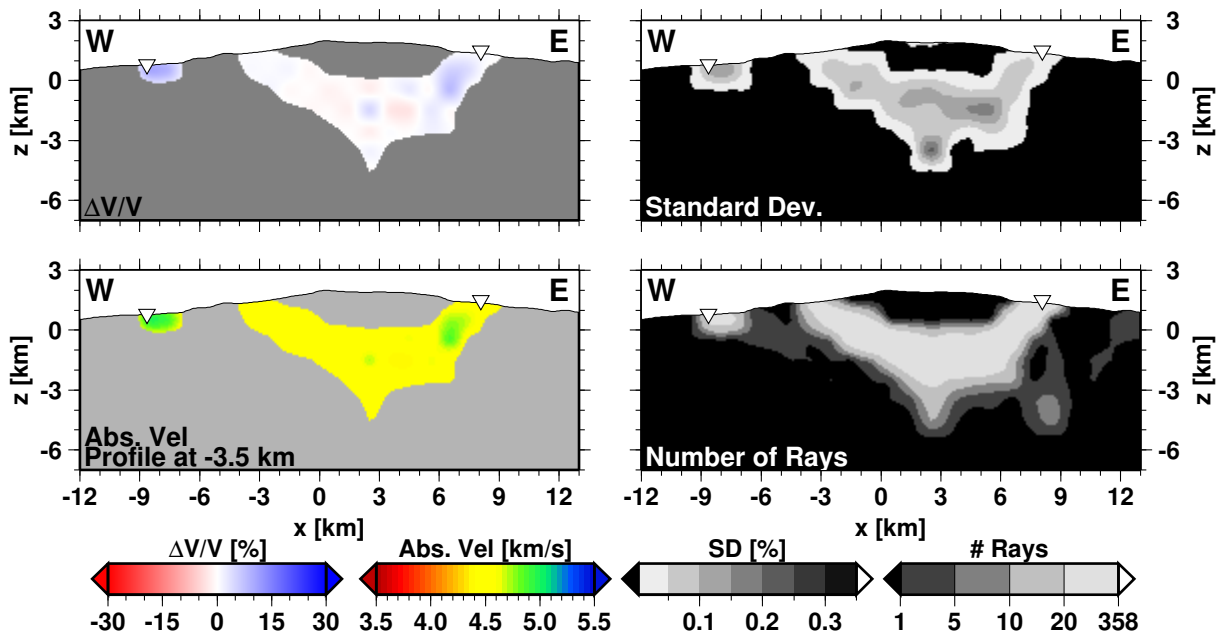 3 3
W E W E
0 0
z [km] z [km]
-3 -3
-6 -6
ΔV/V Standard Dev.
3 3
W E W E
0 0
z [km] z [km]
-3 -3
Abs. Vel
-6 Profile at -3.5 km Number of Rays -6
-12 -9 -6 -3 0 3 6 9 12 -12 -9 -6 -3 0 3 6 9 12
x [km] x [km]
ΔV/V [%] Abs. Vel [km/s] SD [%] # Rays
-30 -15 0 15 30 3.5 4.5 5.0 5.5 0.1 0.2 0.3 1 5 10 20 358